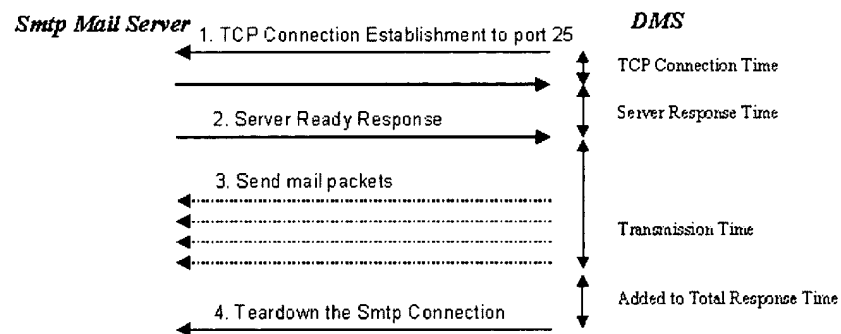 Smtp Mail Server
DMS
1. TCP Connection Establishment to port 25
TCP Connection Time
Server Response Time
2. Server Ready Response
3. Send mail packets
Transmission Time
Added to Total Response Time
4. Teardown the Smtp Connection